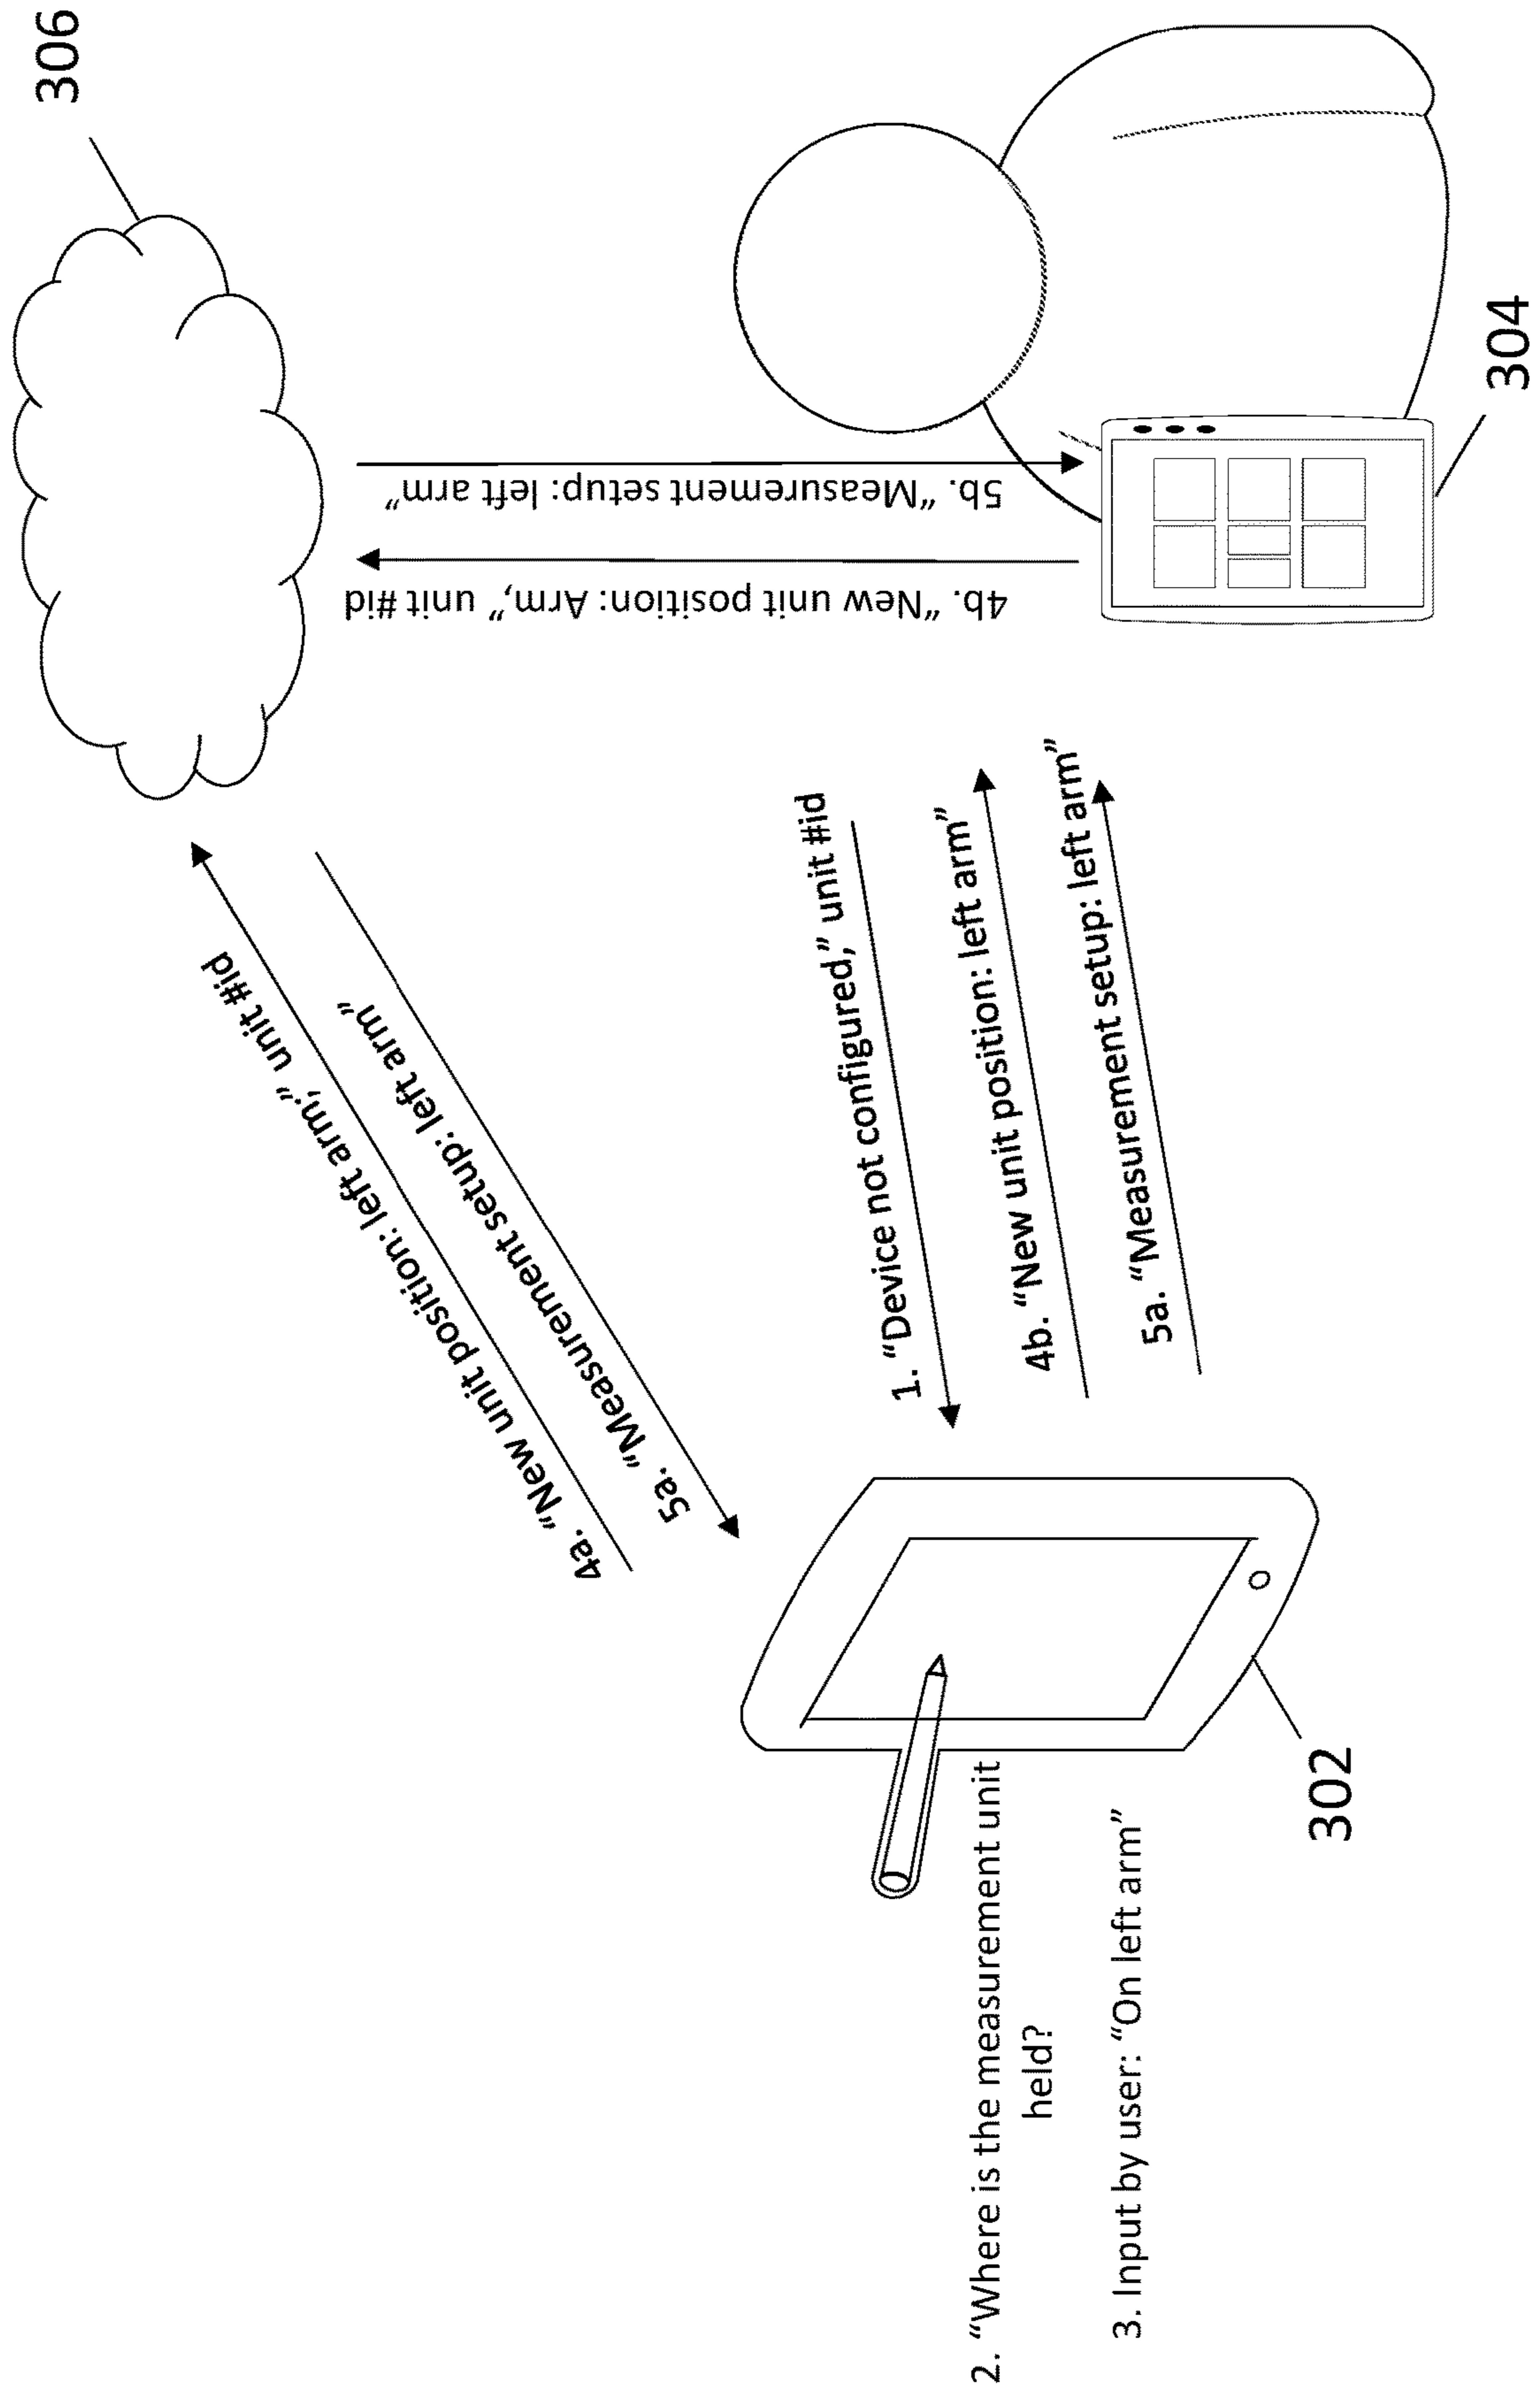 306
4a. “New unit position: left arm;” unit #id
5a. “Measurement setup: left arm”
4b. “New unit position: Arm,” unit #id
5b. “Measurement setup: left arm”
1. “Device not configured,” unit #id
4b. “New unit position: left arm”
5a. “Measurement setup: left arm”
2. “Where is the measurement unit
held?
3. Input by user: “On left arm”
302
304